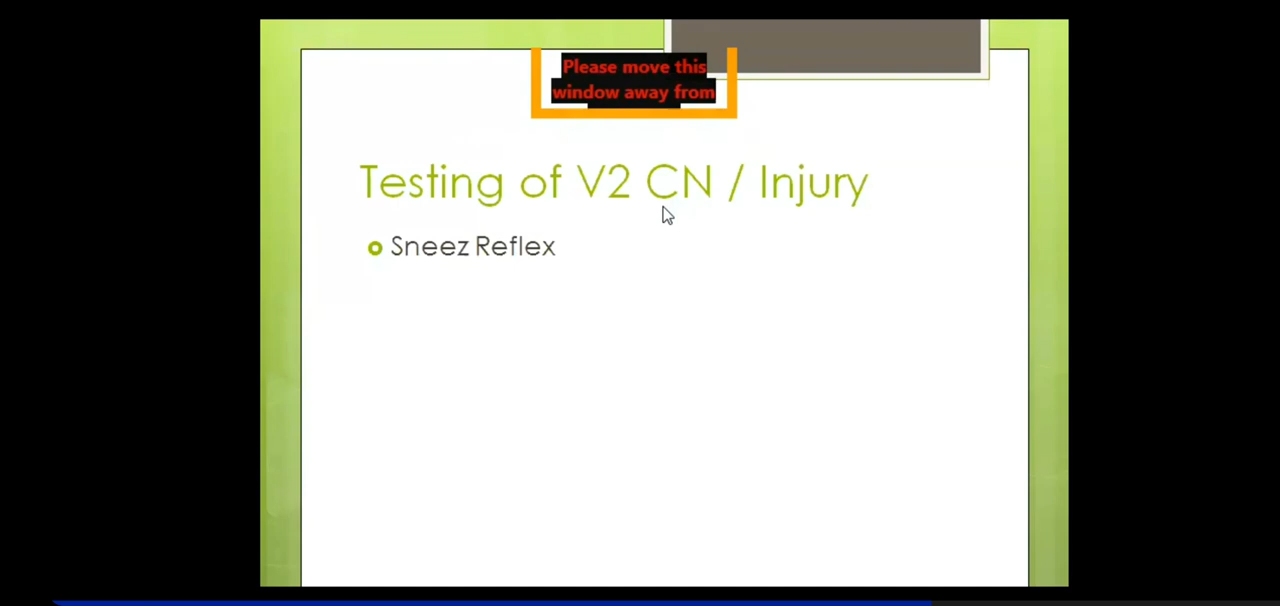 Please move this
window away from
Testing of V2 CN / Injury
Sneez Reflex